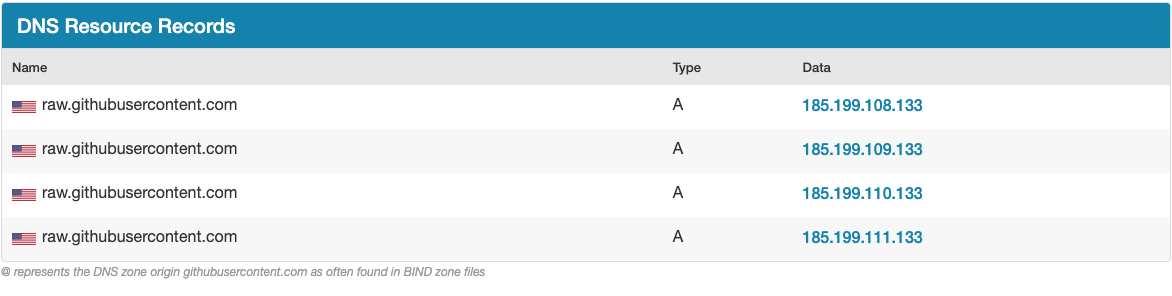 DNS Resource Records
Name Type Data
raw.githubusercontent.com A 185.199.108.133
raw.githubusercontent.com A 185.199.109.133
raw.githubusercontent.com A 185.199.110.133
raw.githubusercontent.com A 185.199.111.133
@ represents the DNS zone origin githubusercontent.com as often found in BIND zone files